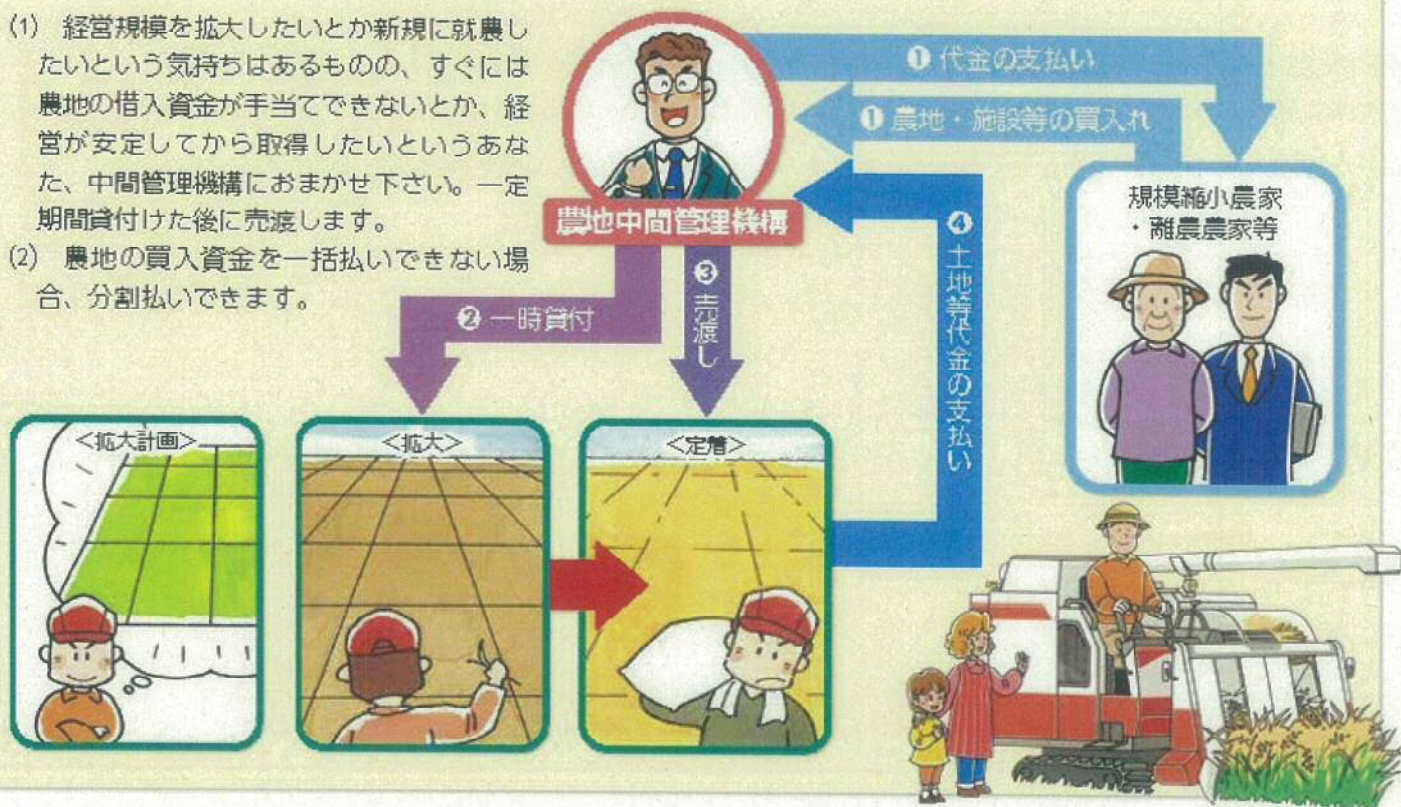 (1) 経営規模を拡大したいとか新規に就農し
たいという気持ちはあるものの、すぐには
農地の借入資金が手当てできないとか、経
営が安定してから取得したいというあな
た、中間管理機構におまかせ下さい。一定
期間貸付けた後に売渡します。
(2) 農地の買入資金を一括払いできない場
合、分割払いできます。
農地中間管理機構
❶ 代金の支払い
❶ 農地・施設等の買入れ
規模縮小農家
・離農農家等
❷ 一時貸付
❸ 売渡し
❹ 土地等代金の支払い
<拡大計画>
<拡大>
<定着>